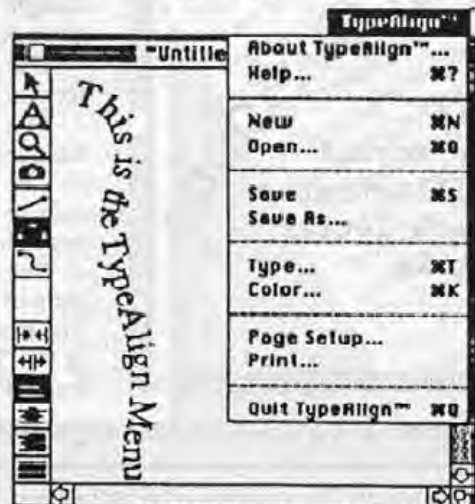 TypeAlign™
"Untitle
About TypeAlign™...
Help... ⌘?
New ⌘N
Open... ⌘O
Save ⌘S
Save As...
Type... ⌘T
Color... ⌘K
Page Setup...
Print...
Quit TypeAlign™ ⌘Q
This is the TypeAlign Menu